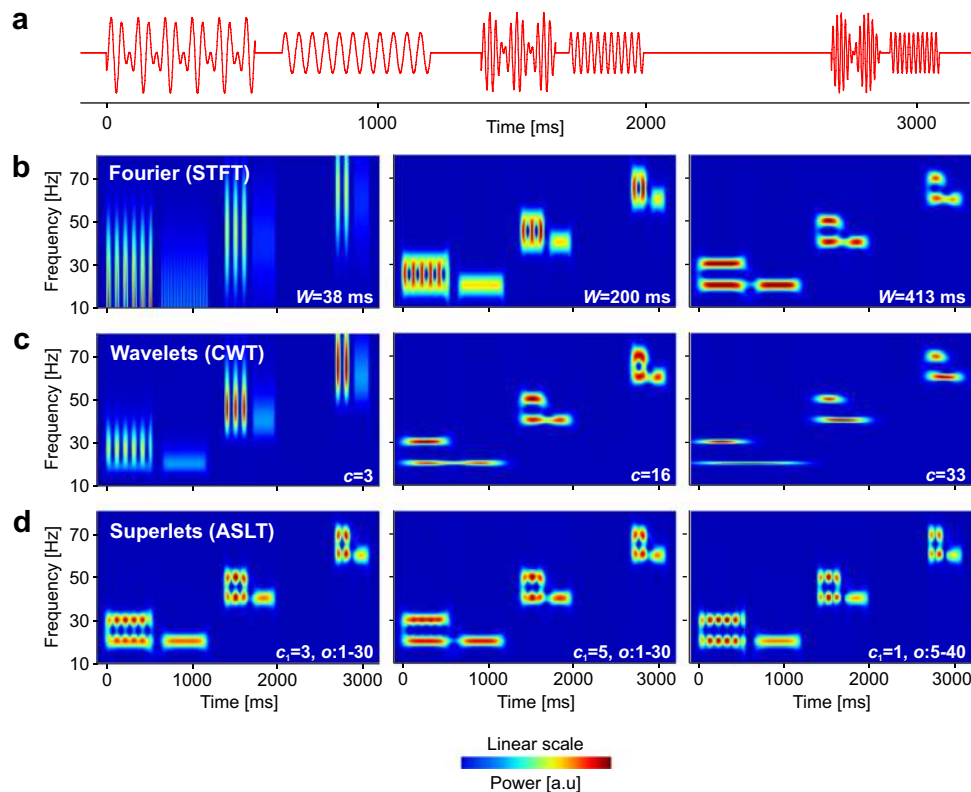 a
0 1000 2000 3000
Time [ms]
b
Frequency [Hz]
70
50
30
10
Fourier (STFT)
W=38 ms
W=200 ms
W=413 ms
c
Frequency [Hz]
70
50
30
10
Wavelets (CWT)
c=3
c=16
c=33
d
Frequency [Hz]
70
50
30
10
Superlets (ASLT)
c₁=3, o:1-30
c₁=5, o:1-30
c₁=1, o:5-40
0 1000 2000 3000
0 1000 2000 3000
0 1000 2000 3000
Time [ms]
Time [ms]
Time [ms]
Linear scale
Power [a.u]